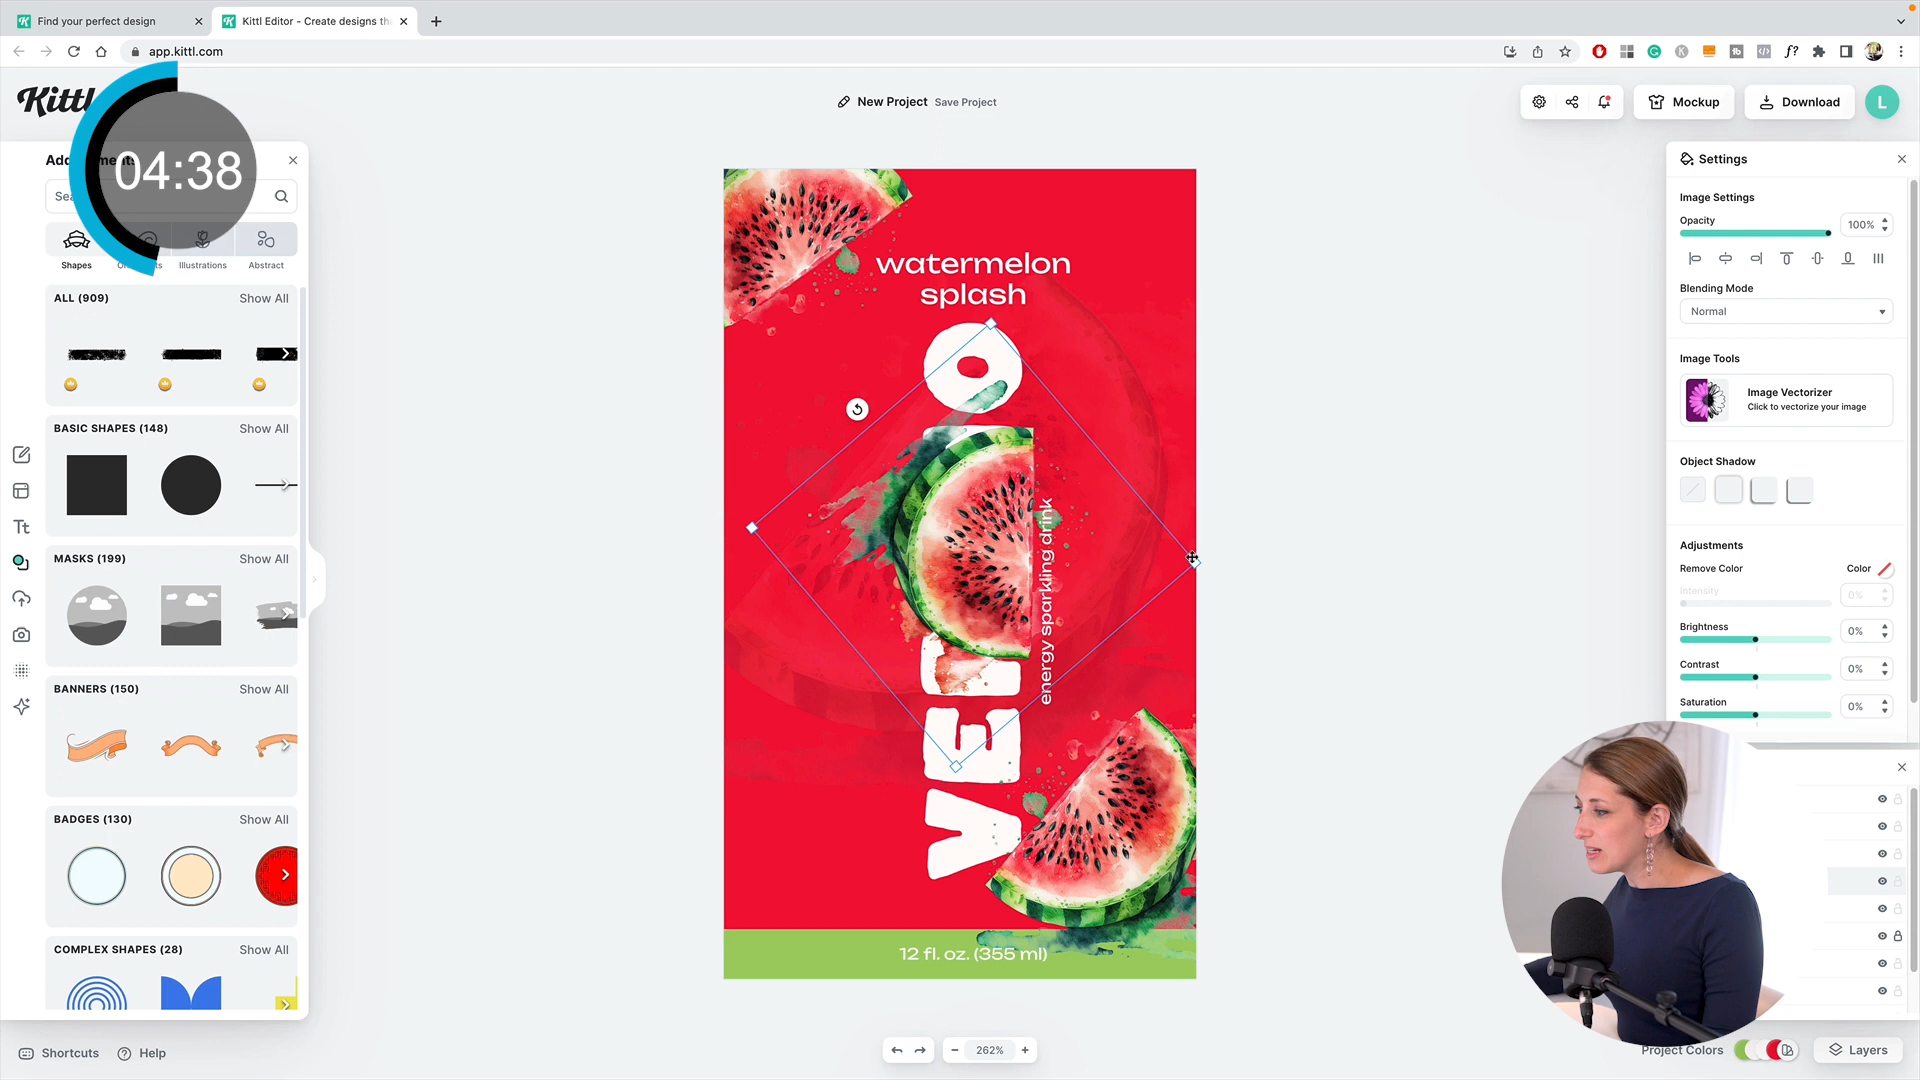 Find your perfect design
Kittl Editor - Create designs th
app.kittl.com
Kittl
04:38
New Project
Save Project
Mockup
Download
L
Shapes
Illustrations
Abstract
ALL (909)
Show All
BASIC SHAPES (148)
Show All
MASKS (199)
Show All
BANNERS (150)
Show All
BADGES (130)
Show All
COMPLEX SHAPES (28)
Show All
Tt
watermelon
splash
energy sparkling drink
12 fl. oz. (355 ml)
Settings
Image Settings
Opacity
100%
Blending Mode
Normal
Image Tools
Image Vectorizer
Click to vectorize your image
Object Shadow
Adjustments
Remove Color
Color
Intensity
0%
Brightness
0%
Contrast
0%
Saturation
0%
Shortcuts
Help
262%
Project Colors
Layers